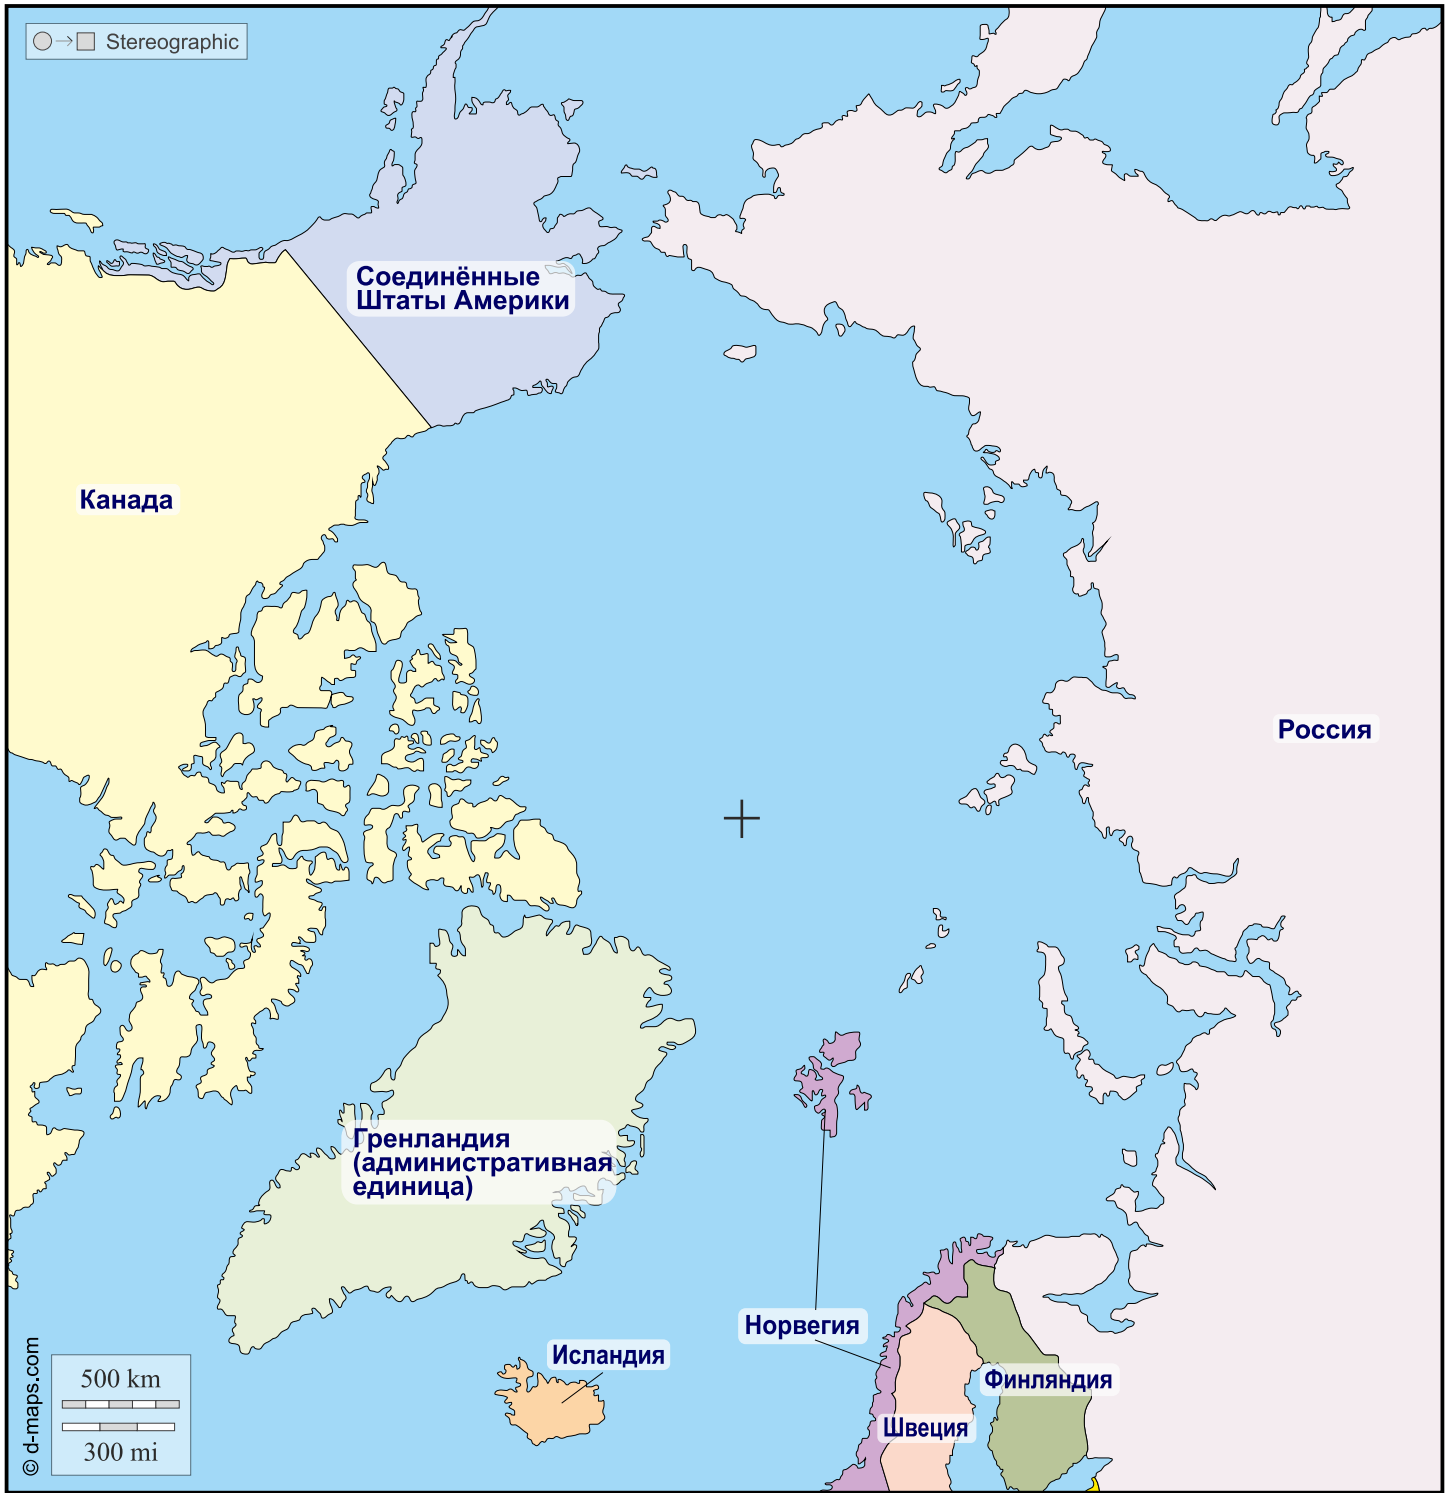 Stereographic
Соединённые
Штаты Америки
Канада
Россия
Гренландия
(административная
единица)
Норвегия
Исландия
Финляндия
Швеция
500 km
300 mi
© d-maps.com